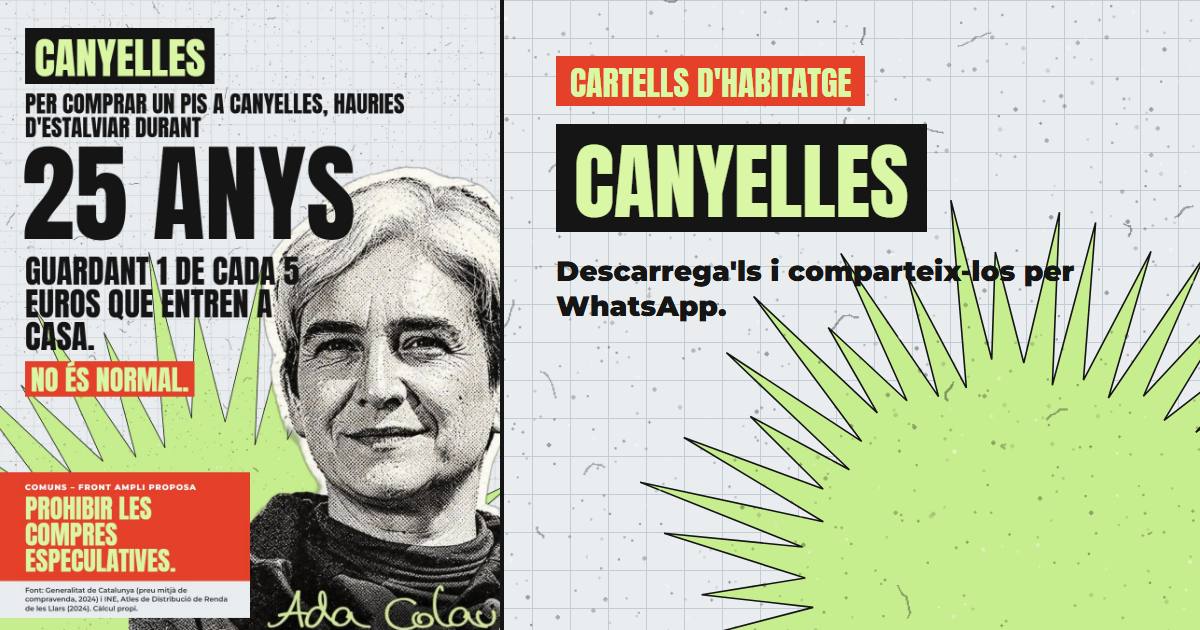 CANYELLES
PER COMPRAR UN PIS A CANYELLES, HAURIES
D'ESTALVIAR DURANT
25 ANYS
GUARDANT 1 DE CADA 5
EUROS QUE ENTREN A
CASA.
NO ÉS NORMAL.
COMUNS – FRONT AMPLI PROPOSA
PROHIBIR LES
COMPRES
ESPECULATIVES.
Font: Generalitat de Catalunya (preu mitjà de
compravenda, 2024) i INE, Atles de Distribució de Renda
de les Llars (2024). Càlcul propi.
Ada Colau
CARTELLS D'HABITATGE
CANYELLES
Descarrega'ls i comparteix-los per
WhatsApp.